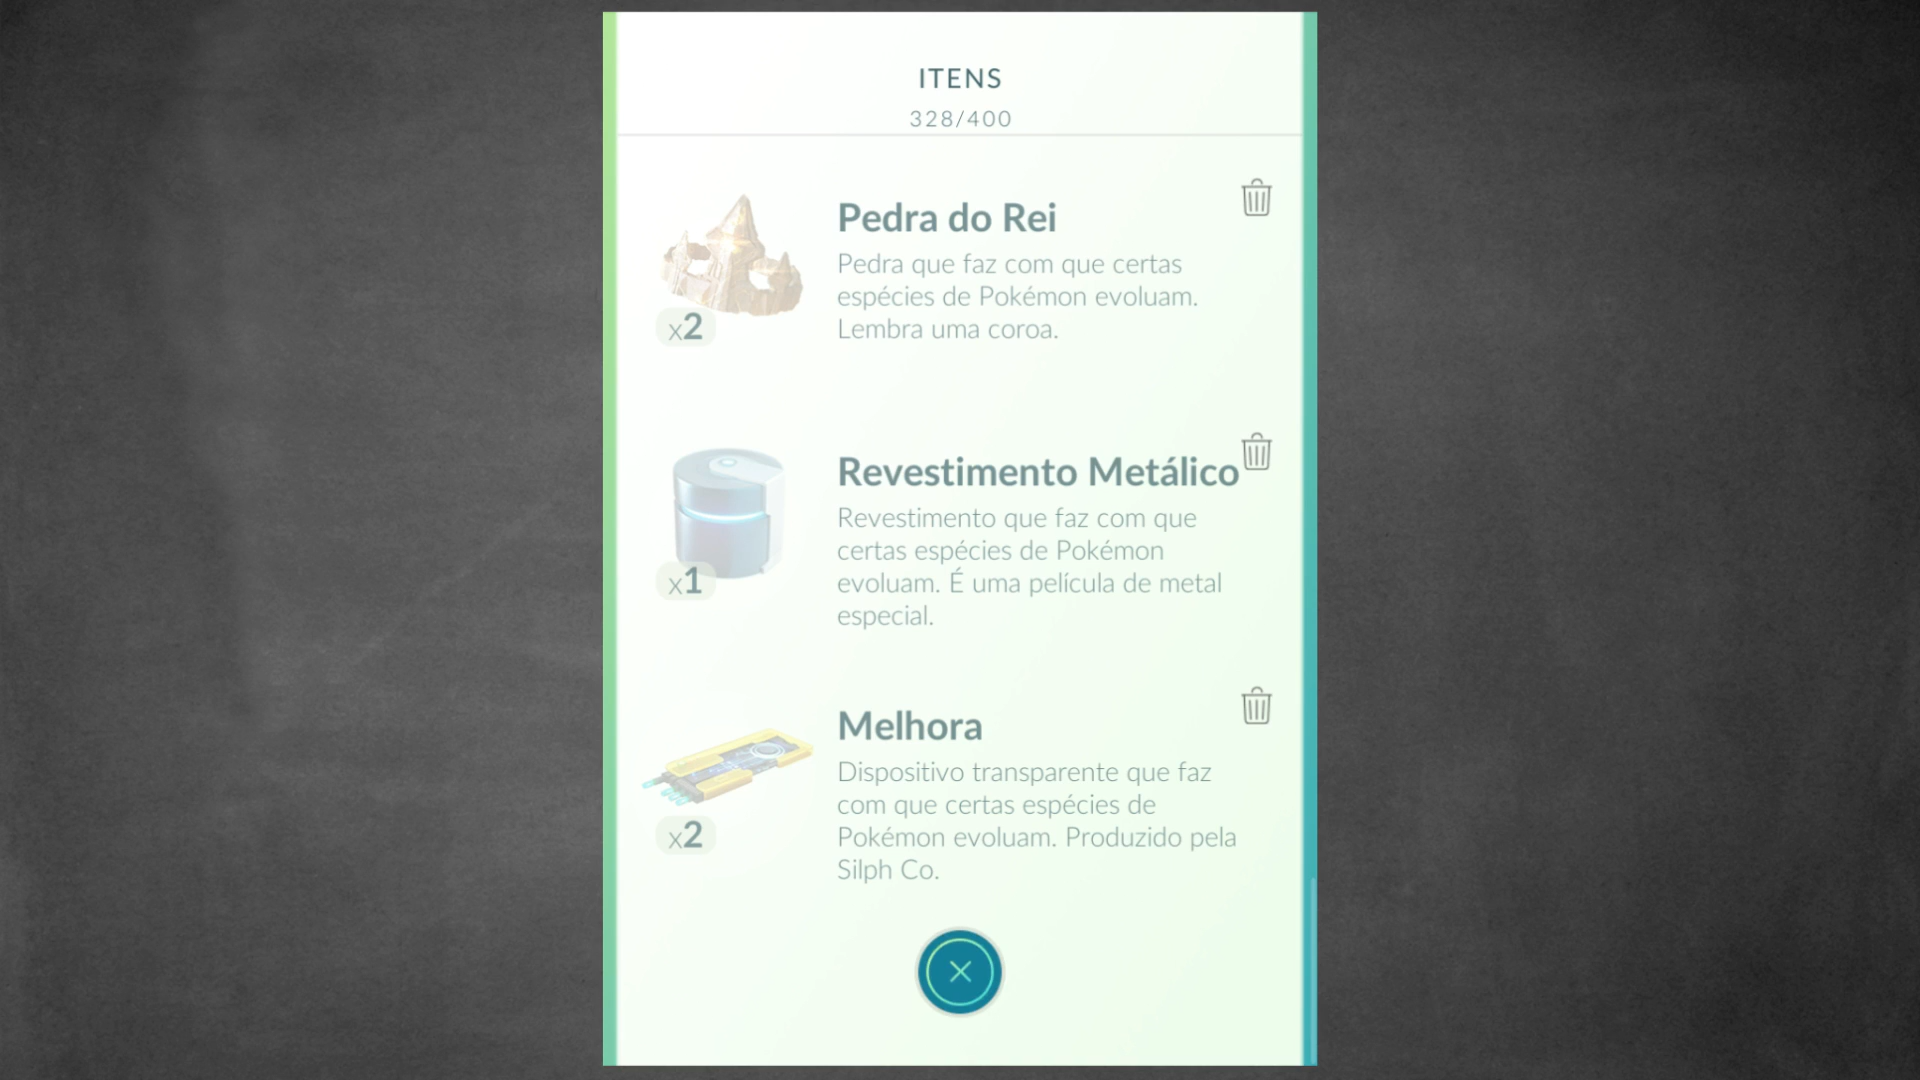 ITENS
328/400
Pedra do Rei
Pedra que faz com que certas
espécies de Pokémon evoluam.
Lembra uma coroa.
x2
Revestimento Metálico
Revestimento que faz com que
certas espécies de Pokémon
evoluam. É uma película de metal
especial.
x1
Melhora
Dispositivo transparente que faz
com que certas espécies de
Pokémon evoluam. Produzido pela
Silph Co.
x2